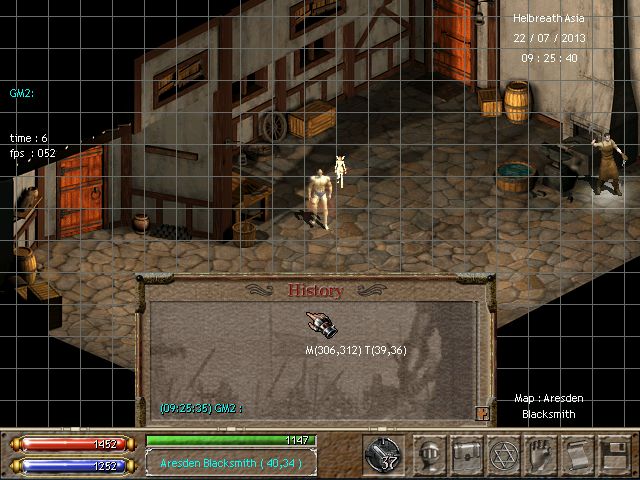 Helbreath Asia
22 / 07 / 2013
09 : 25 : 40
GM2:
time : 6
fps : 052
History
M(306,312) T(39,36)
(09:25:35) GM2 :
Map : Aresden
Blacksmith
1452
1147
1252
Aresden Blacksmith ( 40,34 )
37